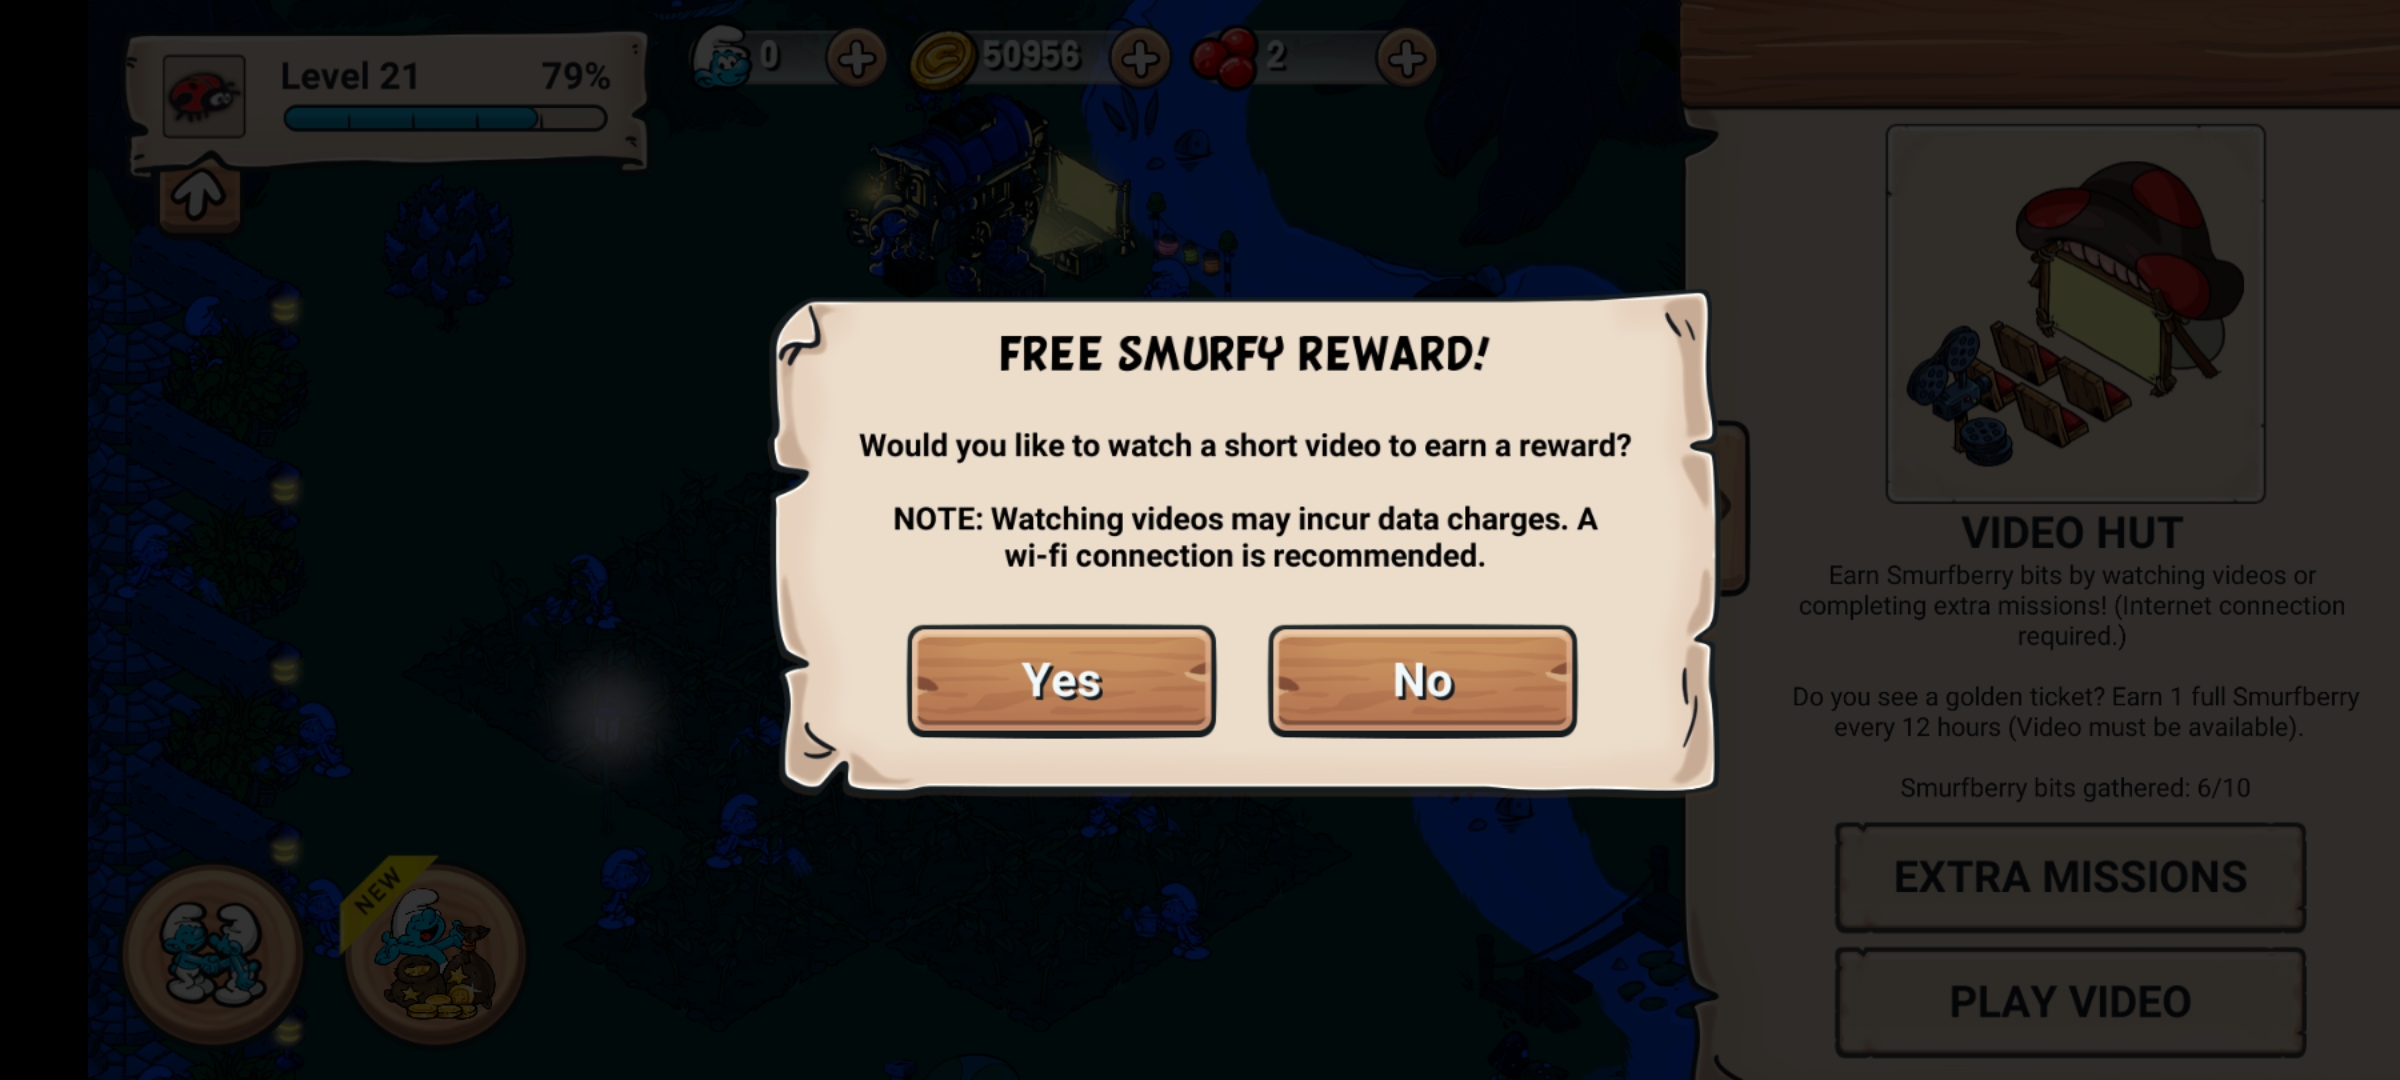 Level 21
79%
0
50956
2
FREE SMURFY REWARD!
Would you like to watch a short video to earn a reward?
NOTE: Watching videos may incur data charges. A
wi-fi connection is recommended.
Yes
No
VIDEO HUT
Earn Smurfberry bits by watching videos or
completing extra missions! (Internet connection
required.)
Do you see a golden ticket? Earn 1 full Smurfberry
every 12 hours (Video must be available).
Smurfberry bits gathered: 6/10
EXTRA MISSIONS
PLAY VIDEO
NEW